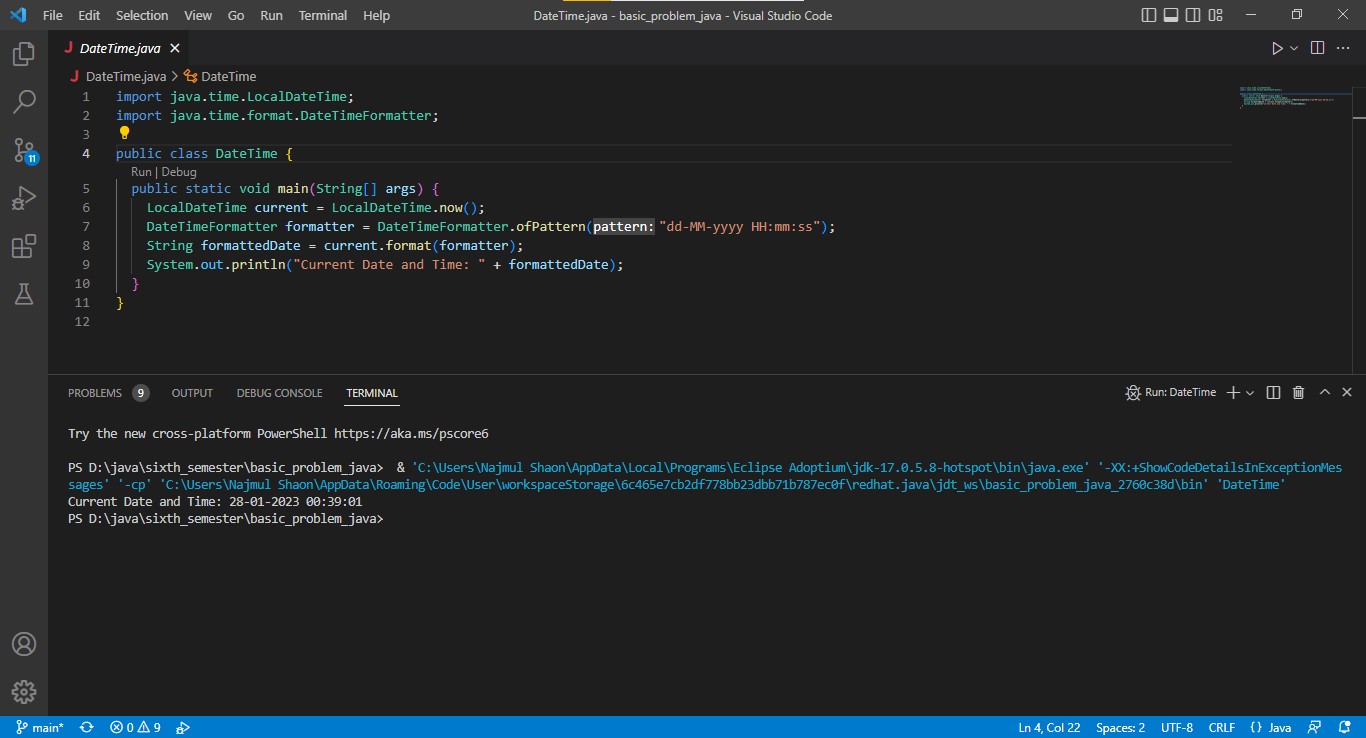 File Edit Selection View Go Run Terminal Help
DateTime.java - basic_problem_java - Visual Studio Code
DateTime.java
DateTime.java > DateTime
1 import java.time.LocalDateTime;
2 import java.time.format.DateTimeFormatter;
3
4 public class DateTime {
Run | Debug
5 public static void main(String[] args) {
6 LocalDateTime current = LocalDateTime.now();
7 DateTimeFormatter formatter = DateTimeFormatter.ofPattern(pattern: "dd-MM-yyyy HH:mm:ss");
8 String formattedDate = current.format(formatter);
9 System.out.println("Current Date and Time: " + formattedDate);
10 }
11 }
12
11
PROBLEMS 9 OUTPUT DEBUG CONSOLE TERMINAL Run: DateTime
Try the new cross-platform PowerShell https://aka.ms/pscore6
PS D:\java\sixth_semester\basic_problem_java> & 'C:\Users\Najmul Shaon\AppData\Local\Programs\Eclipse Adoptium\jdk-17.0.5.8-hotspot\bin\java.exe' '-XX:+ShowCodeDetailsInExceptionMes
sages' '-cp' 'C:\Users\Najmul Shaon\AppData\Roaming\Code\User\workspaceStorage\6c465e7cb2df778bb23dbb71b787ec0f\redhat.java\jdt_ws\basic_problem_java_2760c38d\bin' 'DateTime'
Current Date and Time: 28-01-2023 00:39:01
PS D:\java\sixth_semester\basic_problem_java>
main* 0 9 Ln 4, Col 22 Spaces: 2 UTF-8 CRLF {} Java